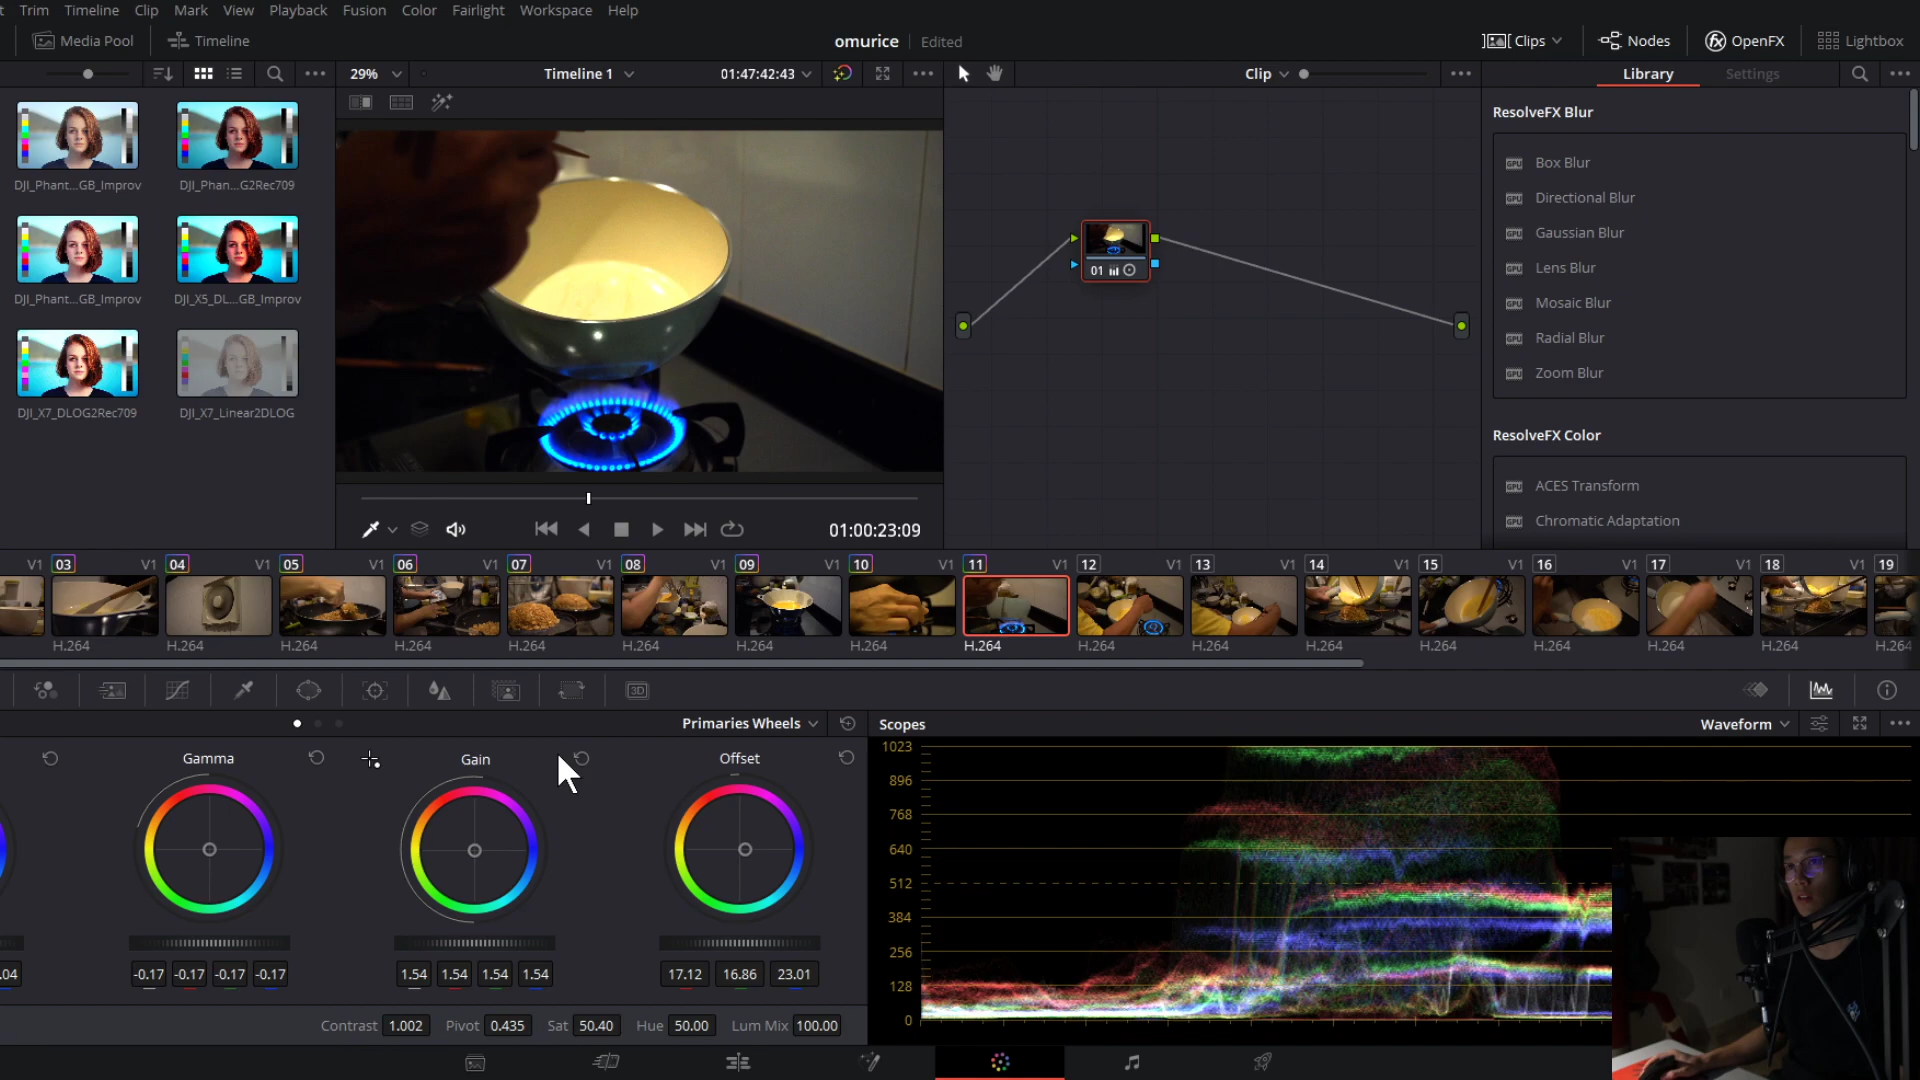 t Trim Timeline Clip Mark View Playback Fusion Color Fairlight Workspace Help
Media Pool Timeline omurice Edited Clips Nodes OpenFX Lightbox
29% Timeline 1 01:47:42:43 Clip Library Settings
ResolveFX Blur
Box Blur
Directional Blur
Gaussian Blur
Lens Blur
Mosaic Blur
Radial Blur
Zoom Blur
ResolveFX Color
ACES Transform
Chromatic Adaptation
DJI_Phant...GB_Improv DJI_Phan...G2Rec709
DJI_Phant...GB_Improv DJI_X5_DL...GB_Improv
DJI_X7_DLOG2Rec709 DJI_X7_Linear2DLOG
01
01:00:23:09
V1 03 V1 04 V1 05 V1 06 V1 07 V1 08 V1 09 V1 10 V1 11 V1 12 V1 13 V1 14 V1 15 V1 16 V1 17 V1 18 V1 19
H.264 H.264 H.264 H.264 H.264 H.264 H.264 H.264 H.264 H.264 H.264 H.264 H.264 H.264 H.264 H.264 H.264
3D
Primaries Wheels Scopes Waveform
Gamma Gain Offset
1023
896
768
640
512
384
256
128
0
.04 -0.17 -0.17 -0.17 -0.17 1.54 1.54 1.54 1.54 17.12 16.86 23.01
Contrast 1.002 Pivot 0.435 Sat 50.40 Hue 50.00 Lum Mix 100.00